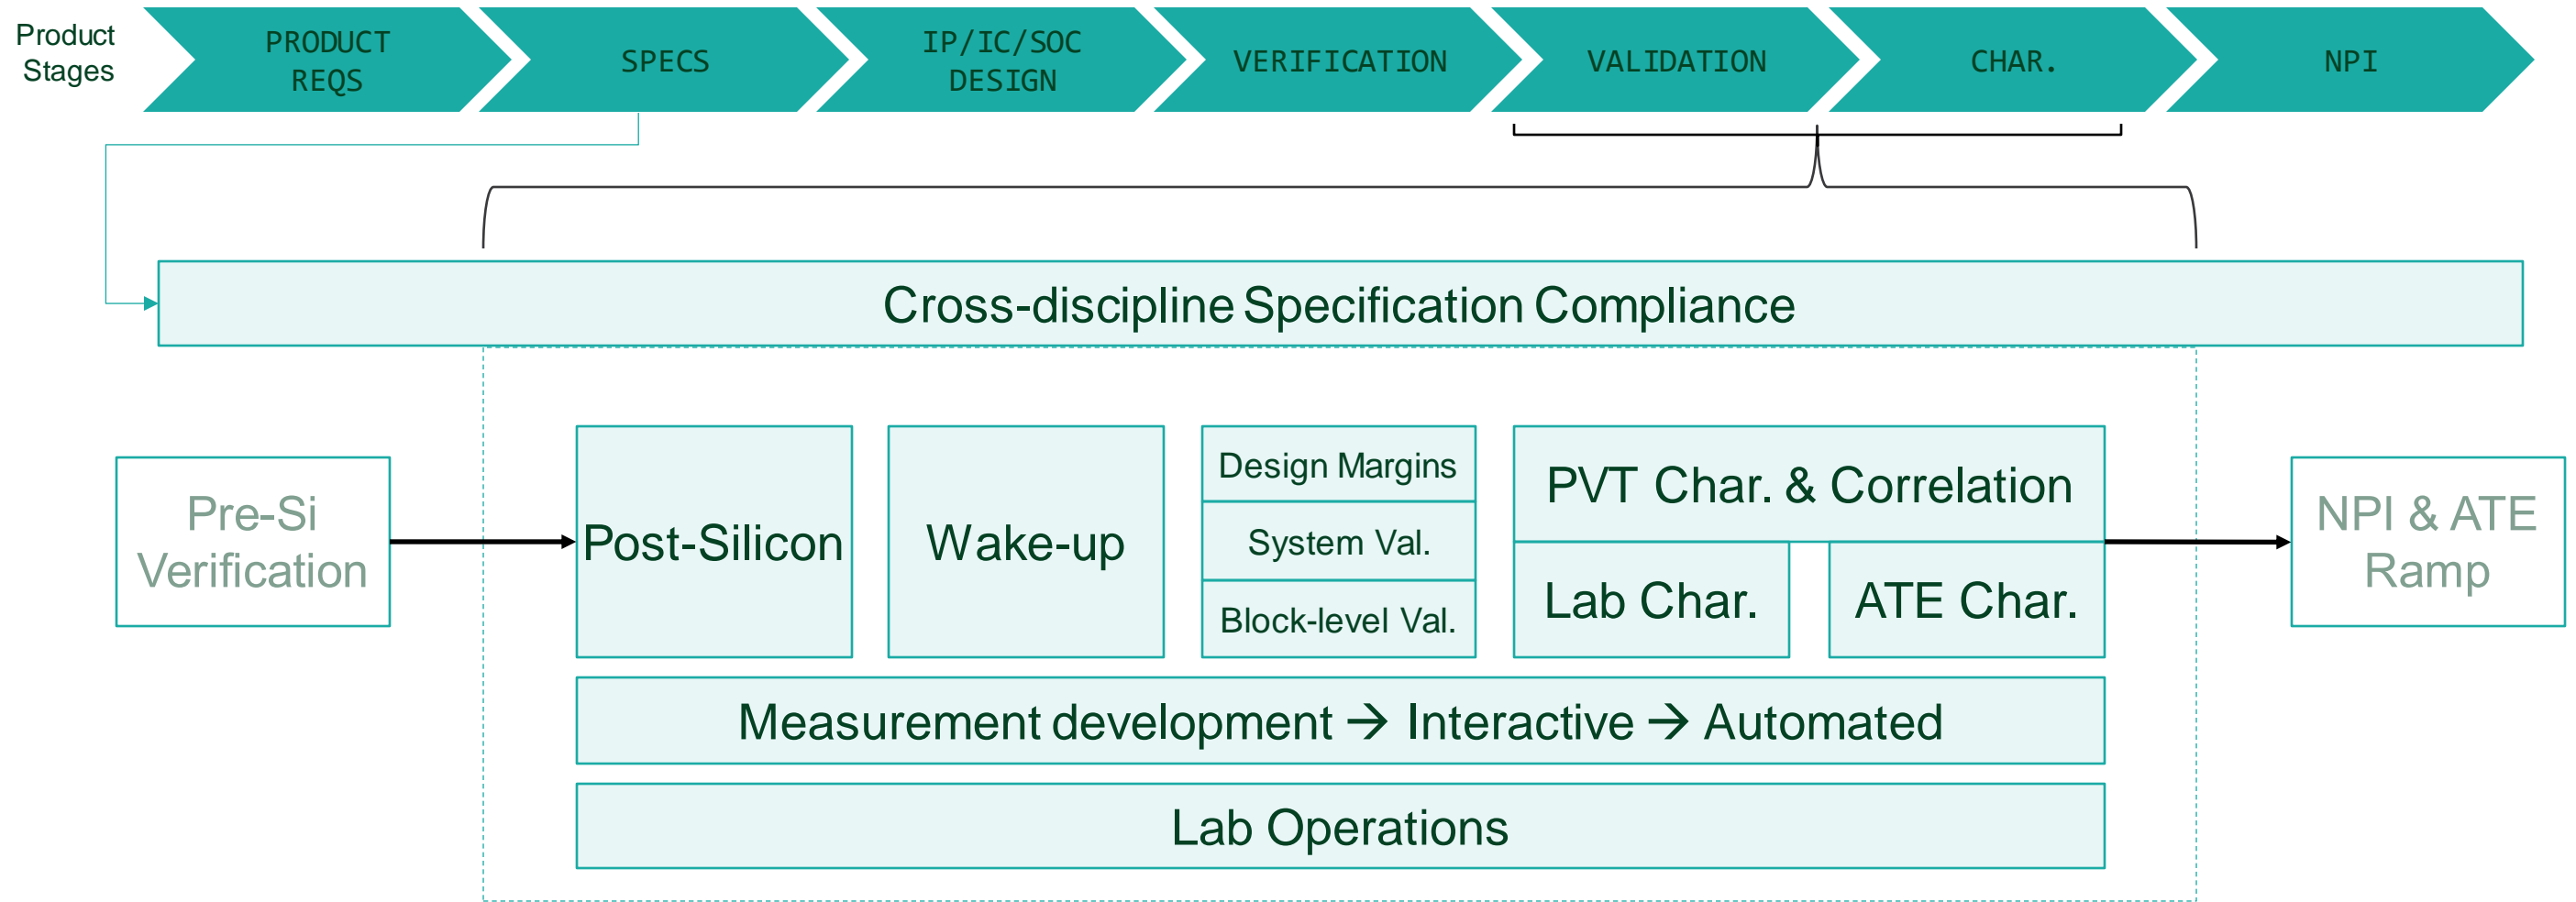 Product
Stages
PRODUCT
REQS
SPECS
IP/IC/SOC
DESIGN
VERIFICATION
VALIDATION
CHAR.
NPI
Cross-discipline Specification Compliance
Pre-Si
Verification
Post-Silicon
Wake-up
Design Margins
System Val.
Block-level Val.
PVT Char. & Correlation
Lab Char.
ATE Char.
NPI & ATE
Ramp
Measurement development → Interactive → Automated
Lab Operations